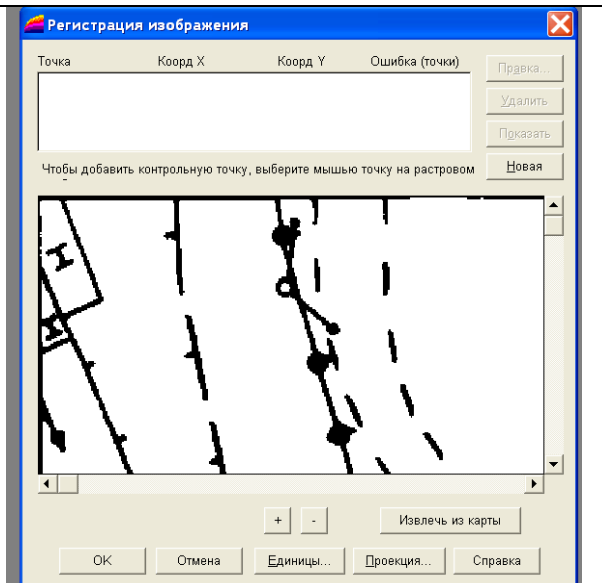 Регистрация изображения
Точка Коорд X Коорд Y Ошибка (точки)
Правка...
Удалить
Показать
Новая
Чтобы добавить контрольную точку, выберите мышью точку на растровом
+ -
Извлечь из карты
OK Отмена Единицы... Проекция... Справка